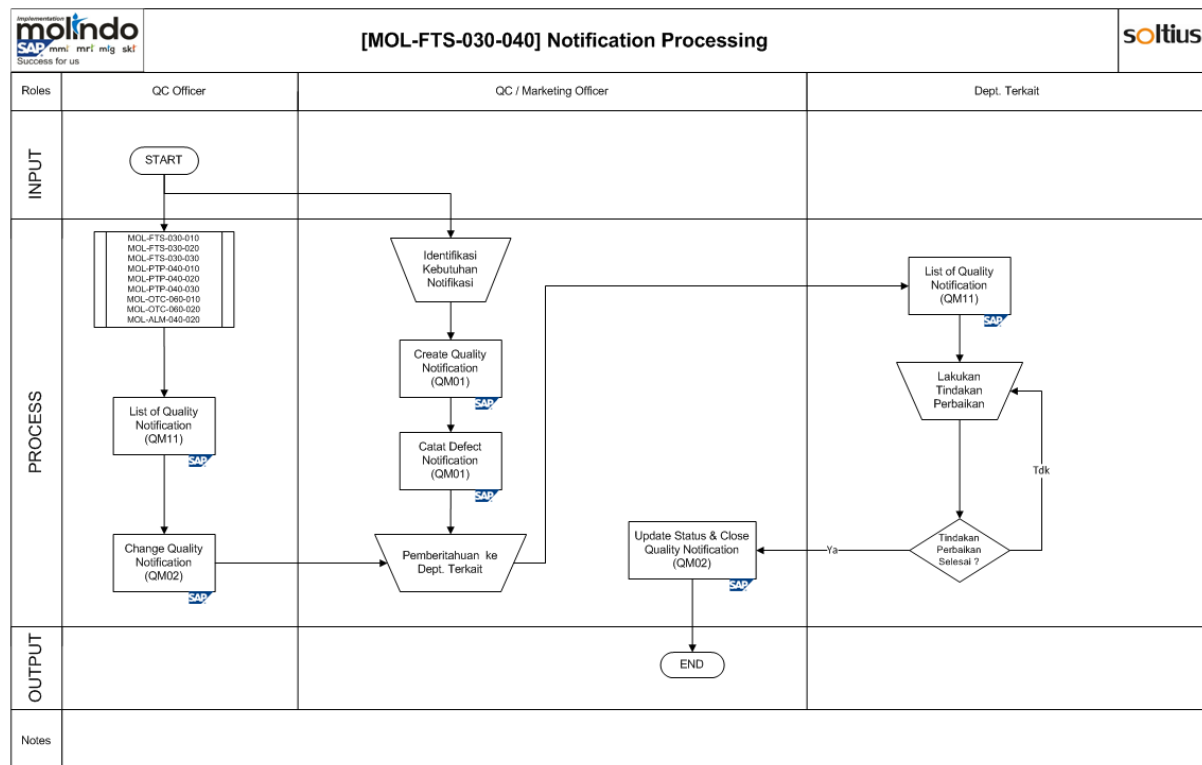 Implementation
molindo
SAP mmi mri mlg ski
Success for us
[MOL-FTS-030-040] Notification Processing
soltius
Roles
QC Officer
QC / Marketing Officer
Dept. Terkait
INPUT
START
PROCESS
MOL-FTS-030-010
MOL-FTS-030-020
MOL-FTS-030-030
MOL-PTP-040-010
MOL-PTP-040-020
MOL-PTP-040-030
MOL-OTC-060-010
MOL-OTC-060-020
MOL-ALM-040-020
List of Quality
Notification
(QM11)
SAP
Change Quality
Notification
(QM02)
SAP
Identifikasi
Kebutuhan
Notifikasi
Create Quality
Notification
(QM01)
SAP
Catat Defect
Notification
(QM01)
SAP
Pemberitahuan ke
Dept. Terkait
List of Quality
Notification
(QM11)
SAP
Lakukan
Tindakan
Perbaikan
Tdk
Tindakan
Perbaikan
Selesai ?
Ya
Update Status & Close
Quality Notification
(QM02)
SAP
OUTPUT
END
Notes